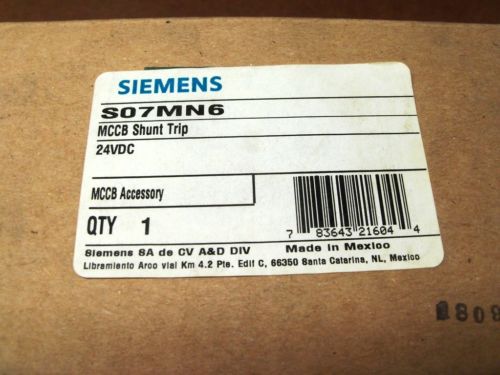 SIEMENS
S07MN6
MCCB Shunt Trip
24VDC
MCCB Accessory
QTY 1
7 83643 21604 4
Siemens SA de CV A&D DIV Made in Mexico
Libramiento Arco vial Km 4.2 Pte. Edif C, 66350 Santa Catarina, NL, Mexico